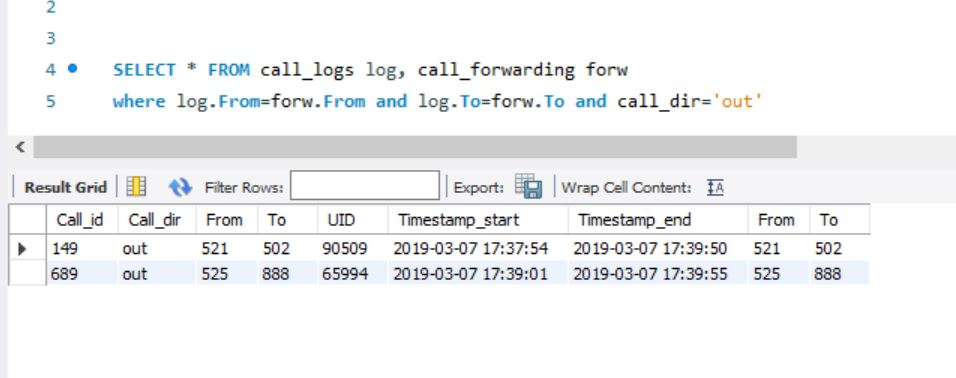 2
3
4 SELECT * FROM call_logs log, call_forwarding forw
5 where log.From=forw.From and log.To=forw.To and call_dir='out'
Result Grid Filter Rows: Export: Wrap Cell Content: IA
Call_id Call_dir From To UID Timestamp_start Timestamp_end From To
149 out 521 502 90509 2019-03-07 17:37:54 2019-03-07 17:39:50 521 502
689 out 525 888 65994 2019-03-07 17:39:01 2019-03-07 17:39:55 525 888